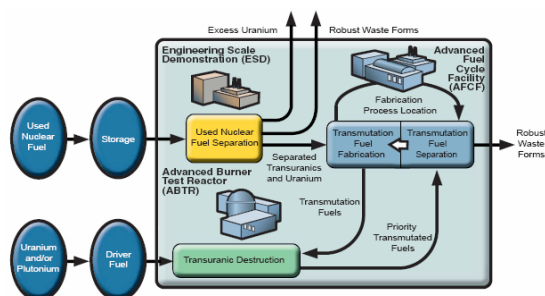 Excess Uranium
Robust Waste Forms
Engineering Scale
Demonstration (ESD)
Advanced
Fuel
Cycle
Facility
(AFCF)
Fabrication
Process Location
Used
Nuclear
Fuel
Storage
Used Nuclear
Fuel Separation
Transmutation
Fuel
Fabrication
Transmutation
Fuel
Separation
Robust
Waste
Forms
Separated
Transuranics
and Uranium
Advanced Burner
Test Reactor
(ABTR)
Transmutation
Fuels
Priority
Transmutated
Fuels
Uranium
and/or
Plutonium
Driver
Fuel
Transuranic Destruction